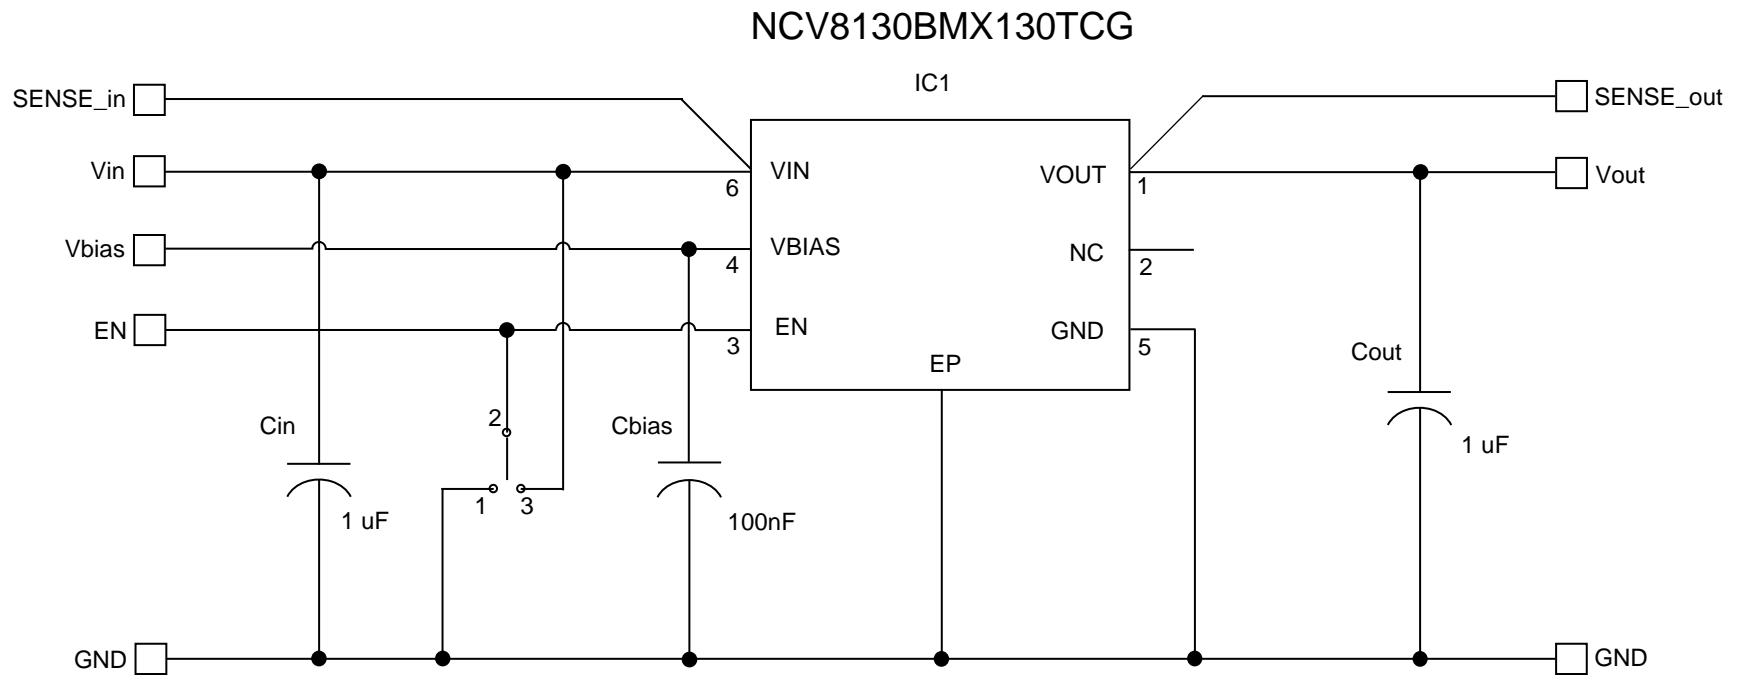 NCV8130BMX130TCG
IC1
SENSE_in
SENSE_out
Vin
VIN
6
VOUT
1
Vout
Vbias
VBIAS
4
NC
2
EN
EN
3
GND
5
EP
Cout
1 uF
Cin
1 uF
2
1
3
Cbias
100nF
GND
GND